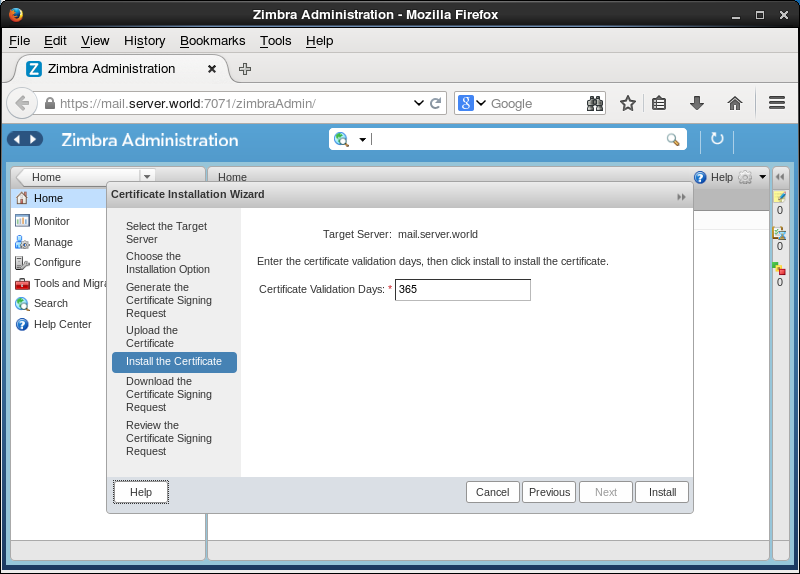 Zimbra Administration - Mozilla Firefox
File Edit View History Bookmarks Tools Help
Z Zimbra Administration
https://mail.server.world:7071/zimbraAdmin/
8 Google
Zimbra Administration
Home
Home
Help
Home
Monitor
Manage
Configure
Tools and Migra
Search
Help Center
0
0
0
Certificate Installation Wizard
Select the Target
Server
Choose the
Installation Option
Generate the
Certificate Signing
Request
Upload the
Certificate
Install the Certificate
Download the
Certificate Signing
Request
Review the
Certificate Signing
Request
Target Server: mail.server.world
Enter the certificate validation days, then click install to install the certificate.
Certificate Validation Days: * 365
Help
Cancel Previous Next Install